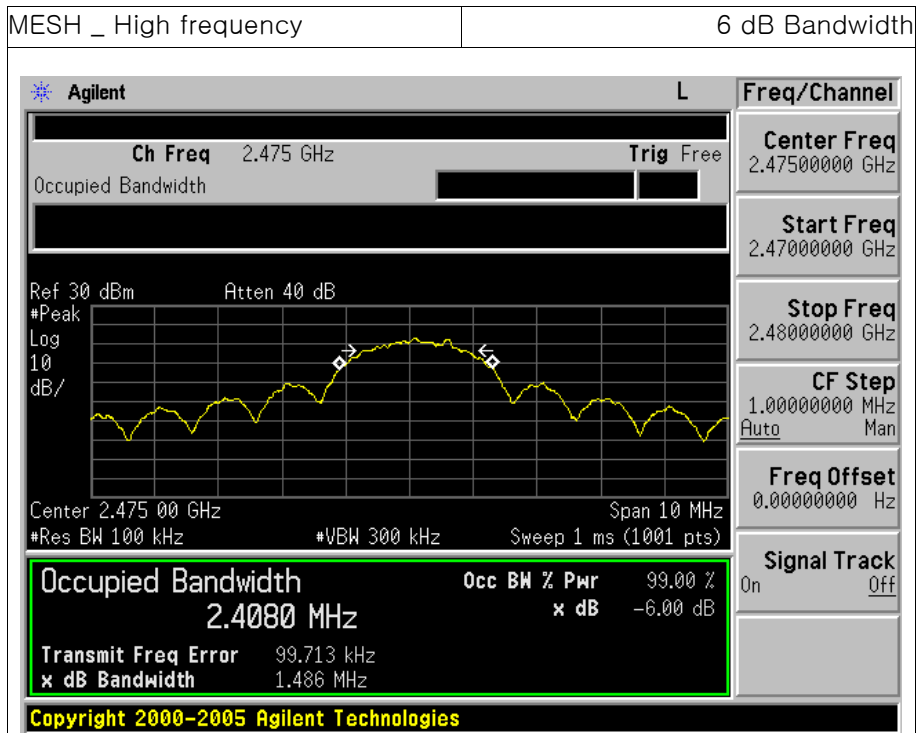 MESH _ High frequency
6 dB Bandwidth
Agilent
L
Freq/Channel
Ch Freq 2.475 GHz
Trig Free
Occupied Bandwidth
Center Freq
2.47500000 GHz
Start Freq
2.47000000 GHz
Stop Freq
2.48000000 GHz
CF Step
1.00000000 MHz
Auto Man
Freq Offset
0.00000000 Hz
Signal Track
On Off
Ref 30 dBm
Atten 40 dB
#Peak
Log
10
dB/
Center 2.475 00 GHz
Span 10 MHz
#Res BW 100 kHz
#VBW 300 kHz
Sweep 1 ms (1001 pts)
Occupied Bandwidth
2.4080 MHz
Occ BW % Pwr 99.00 %
x dB -6.00 dB
Transmit Freq Error 99.713 kHz
x dB Bandwidth 1.486 MHz
Copyright 2000-2005 Agilent Technologies